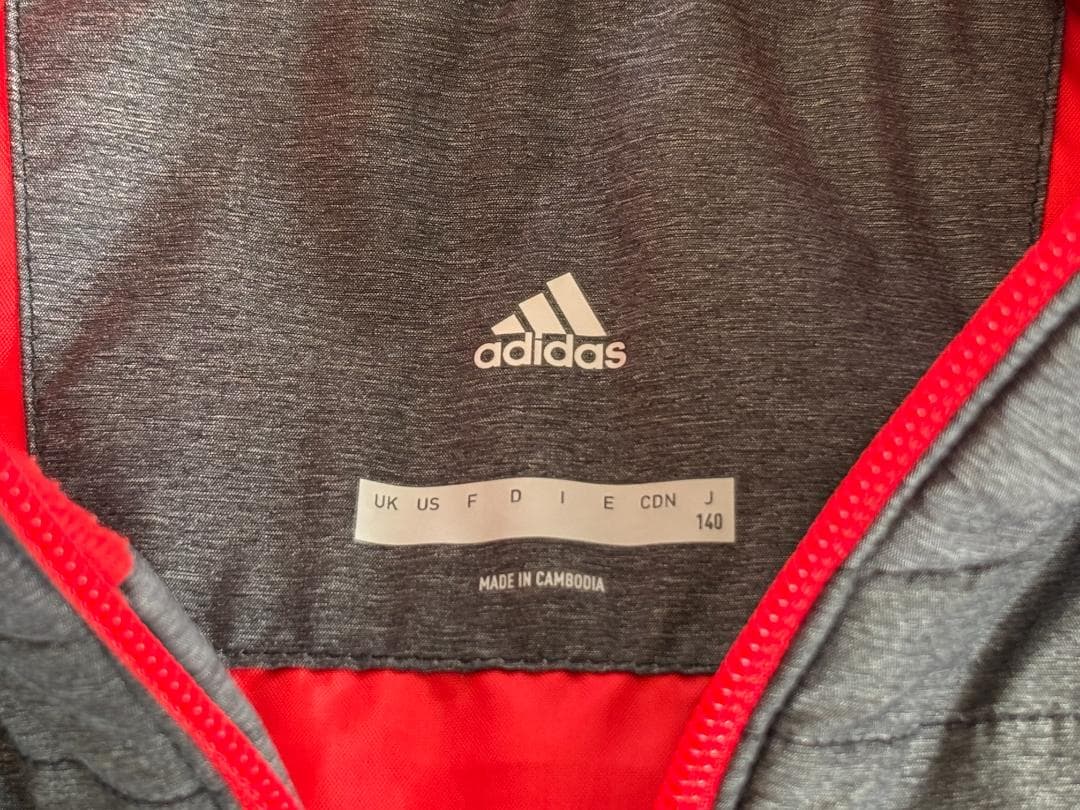 adidas
UK US F D I E CDN J
140
MADE IN CAMBODIA